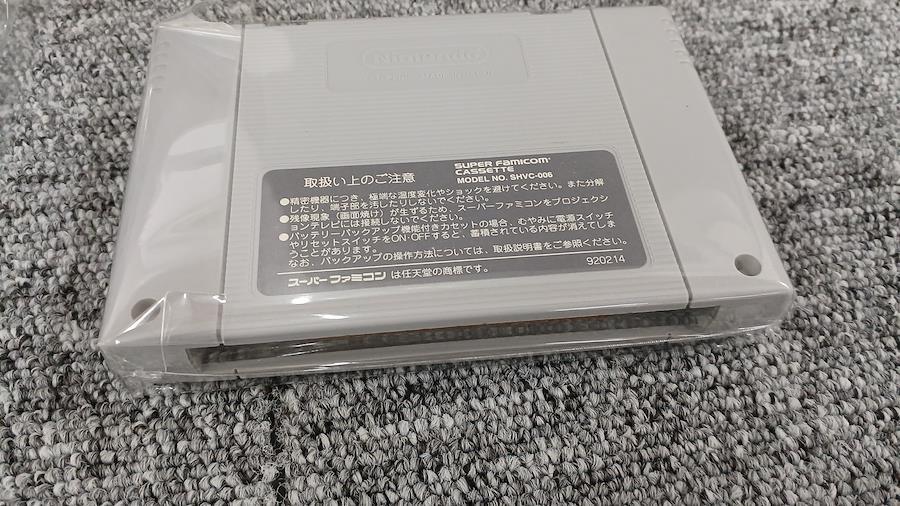 Nintendo
取扱い上のご注意
SUPER FAMICOM
CASSETTE
MODEL NO. SHVC-006
●精密機器につき、極端な温度変化やショックを避けてください。また分解
したり、端子部を汚したりしないでください。
●残像現象(画面焼け)が生ずるため、スーパーファミコンをプロジェクシ
ョンテレビには接続しないでください。
●バッテリーバックアップ機能付きカセットの場合、むやみに電源スイッチ
やリセットスイッチをON・OFFすると、蓄積されている内容が消えてしま
うことがあります。
なお、バックアップの操作方法については、取扱説明書をご参照ください。
920214
スーパーファミコンは任天堂の商標です。